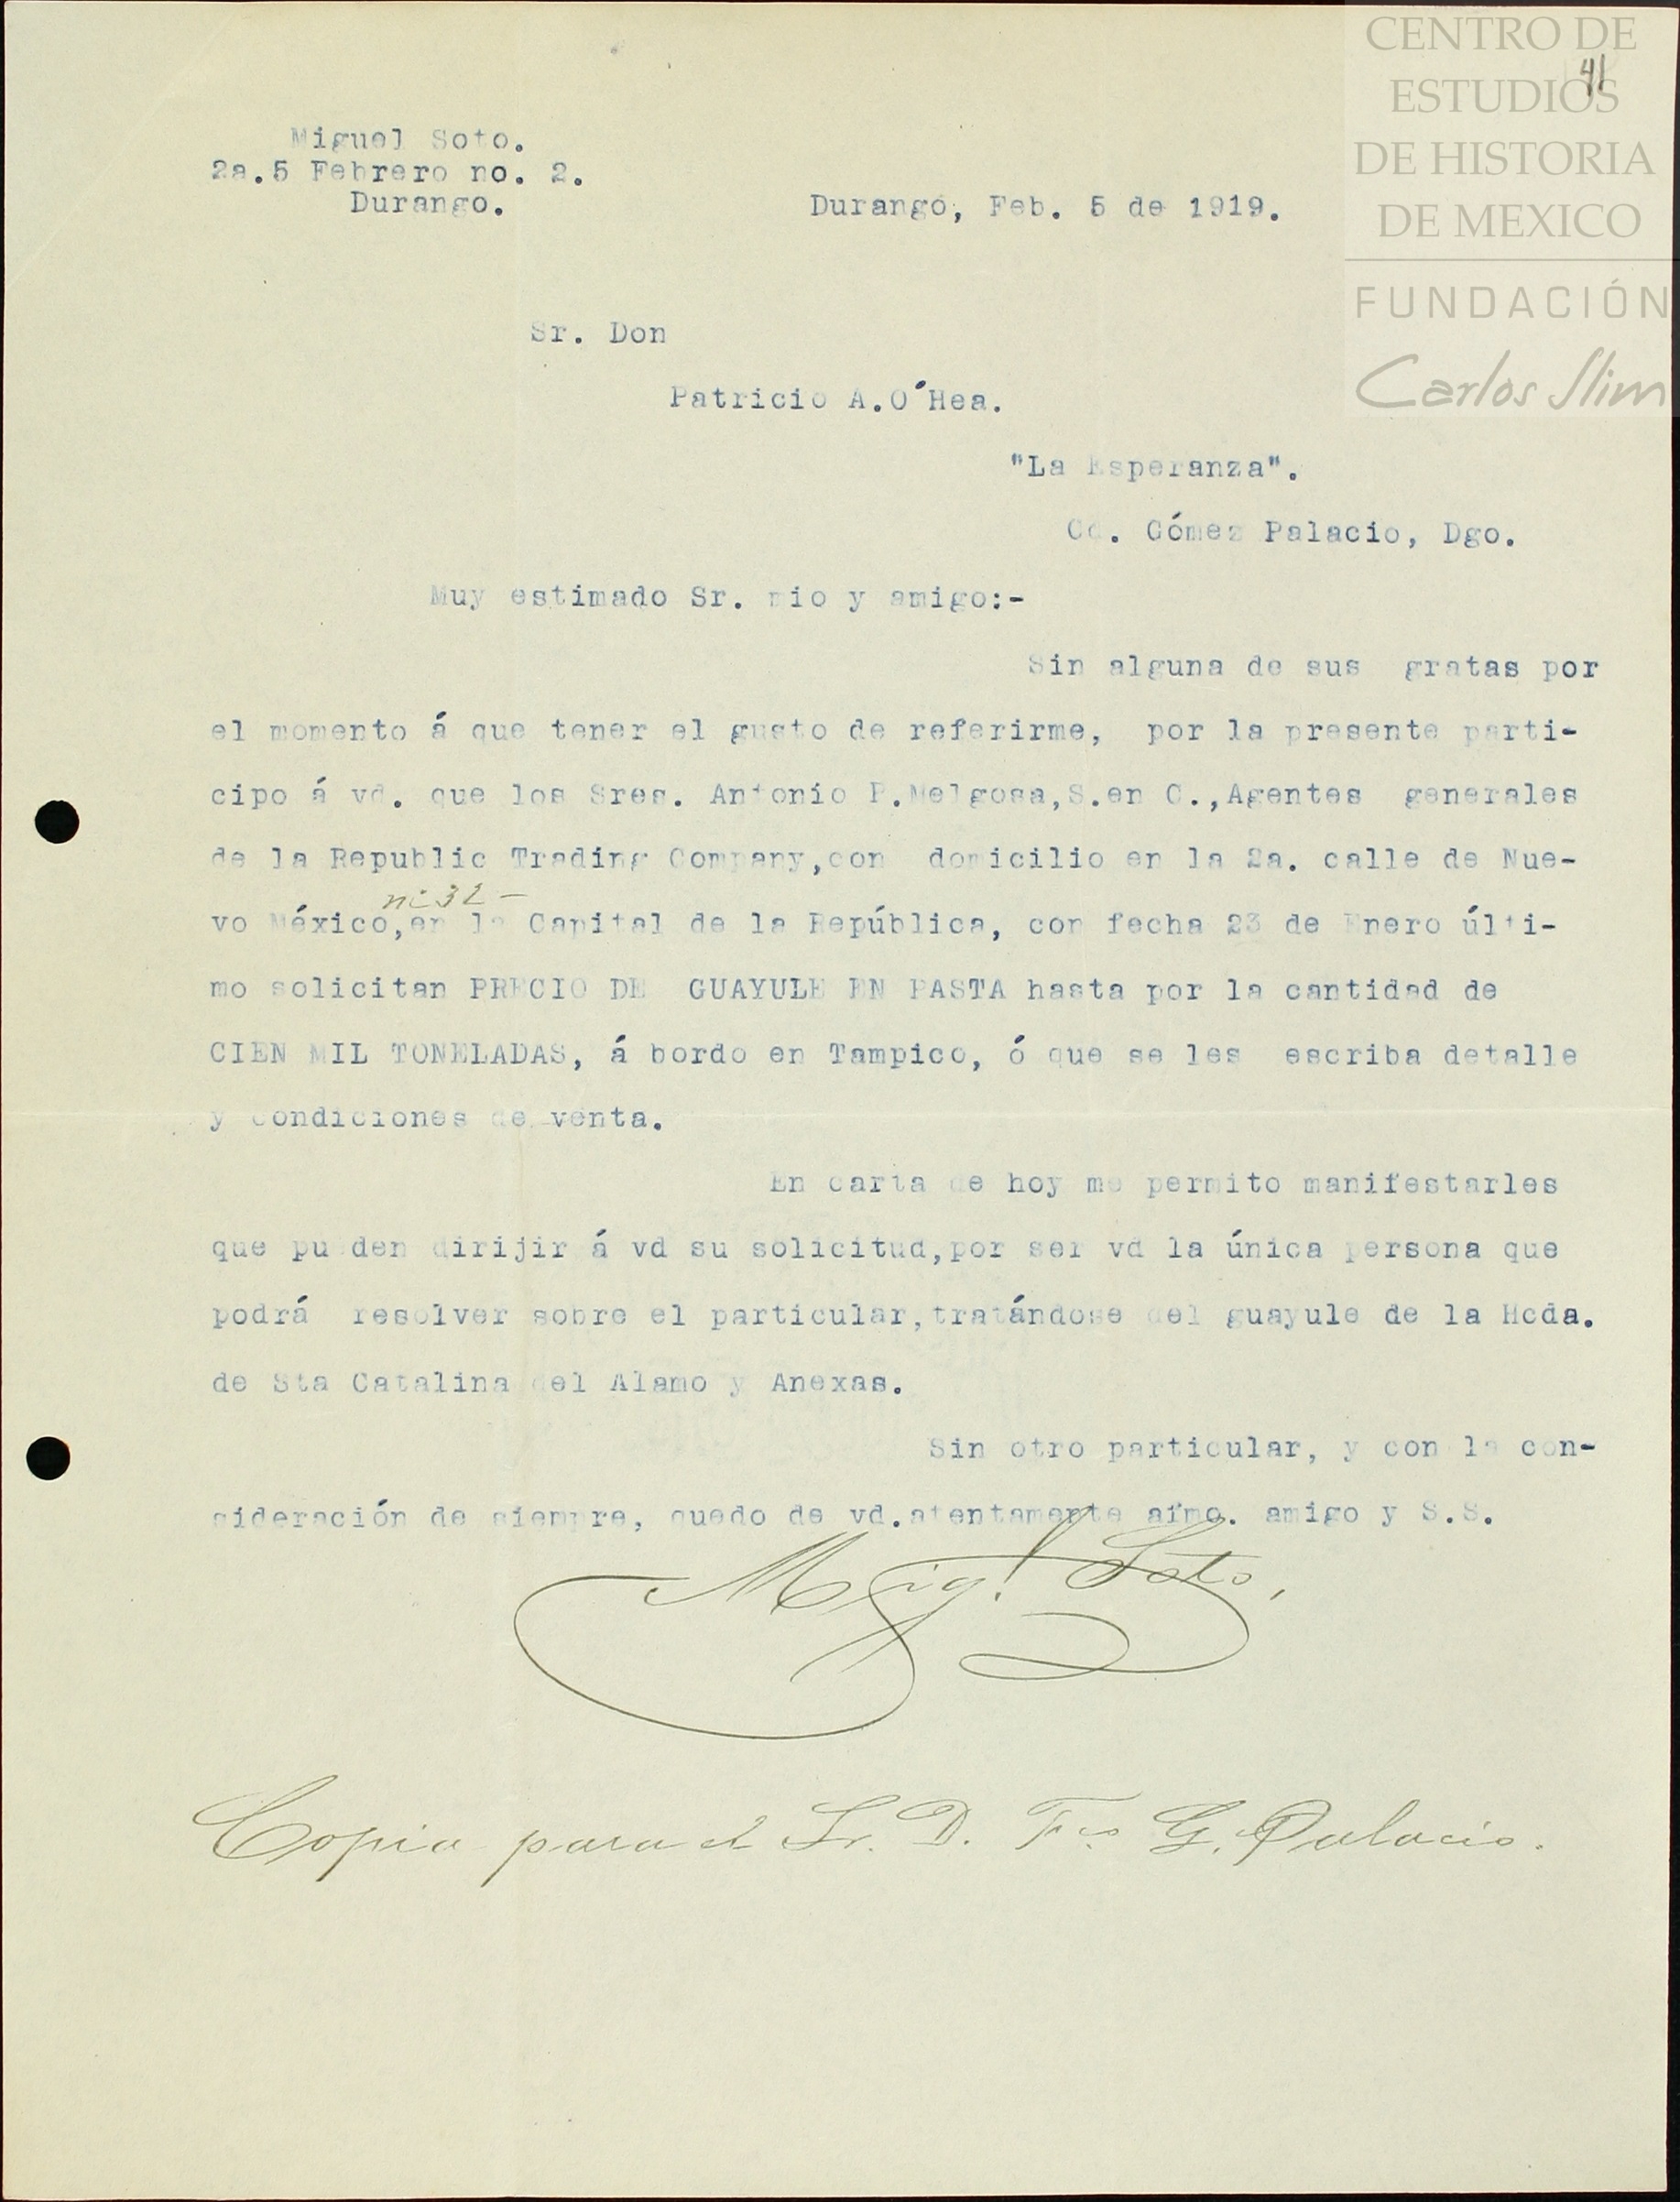 CENTRO DE
ESTUDIOS
DE HISTORIA
DE MEXICO
FUNDACIÓN
Carlos Slim
41
Miguel Soto.
2a.5 Febrero no. 2.
Durango.
Durango, Feb. 5 de 1919.
Sr. Don
Patricio A.O´Hea.
"La Esperanza".
Cd. Gómez Palacio, Dgo.
Muy estimado Sr. mio y amigo:-
Sin alguna de sus gratas por
el momento á que tener el gusto de referirme, por la presente parti-
cipo á vd. que los Sres. Antonio P.Melgosa,S.en C.,Agentes generales
de la Republic Trading Company,con domicilio en la 2a. calle de Nue-
no 32 -
vo México,en la Capital de la República, con fecha 23 de Enero últi-
mo solicitan PRECIO DE GUAYULE EN PASTA hasta por la cantidad de
CIEN MIL TONELADAS, á bordo en Tampico, ó que se les escriba detalle
y condiciones de venta.
En carta de hoy me permito manifestarles
que pueden dirijir á vd su solicitud,por ser vd la única persona que
podrá resolver sobre el particular,tratándose del guayule de la Hcda.
de Sta Catalina del Alamo y Anexas.
Sin otro particular, y con la con-
sideración de siempre, quedo de vd.atentamente afmo. amigo y S.S.
Migl. Soto,
Copia para el Sr. D. Fco G. Palacio.